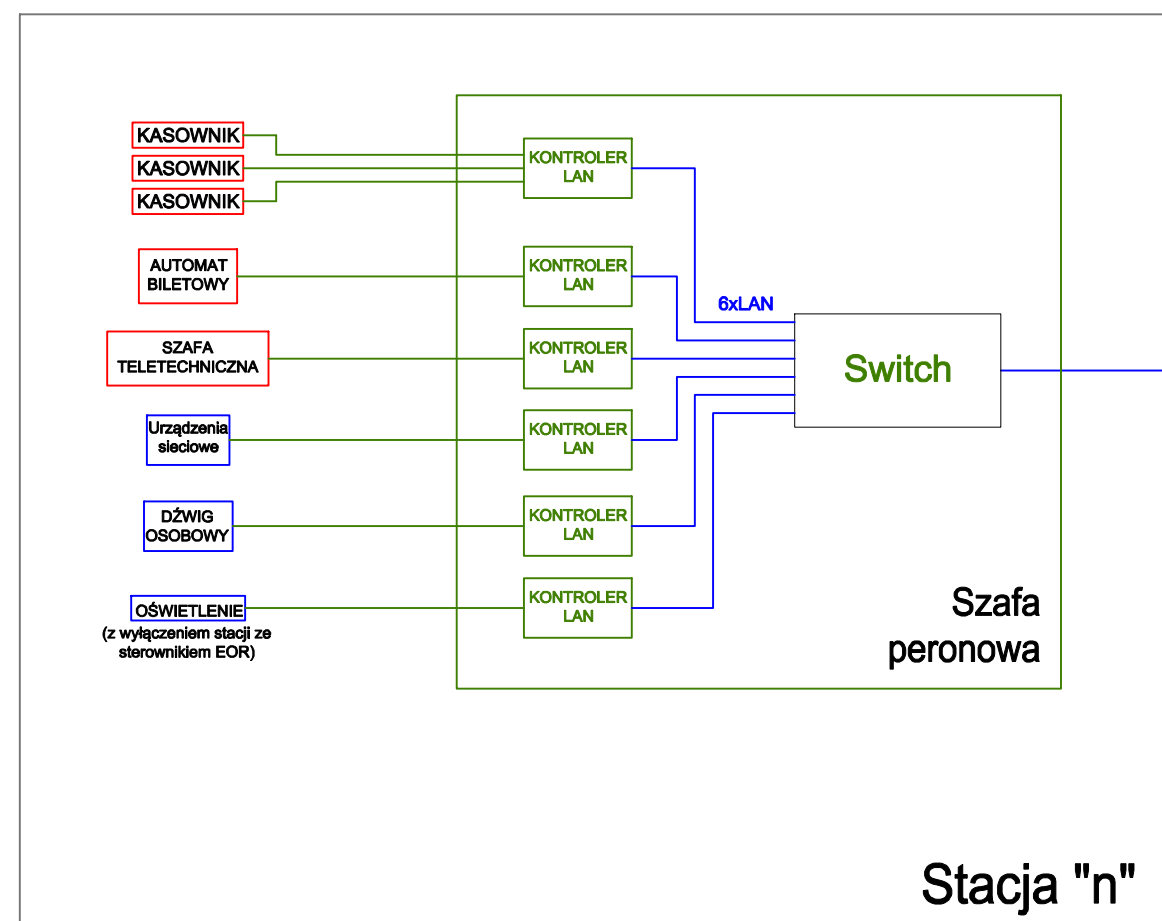 KASOWNIK
KASOWNIK
KASOWNIK
KONTROLER
LAN
AUTOMAT
BILETOWY
KONTROLER
LAN
6xLAN
SZAFA
TELETECHNICZNA
KONTROLER
LAN
Switch
Urządzenia
sieciowe
KONTROLER
LAN
DŹWIG
OSOBOWY
KONTROLER
LAN
OŚWIETLENIE
(z wyłączeniem stacji ze
sterownikiem EOR)
KONTROLER
LAN
Szafa
peronowa
Stacja "n"